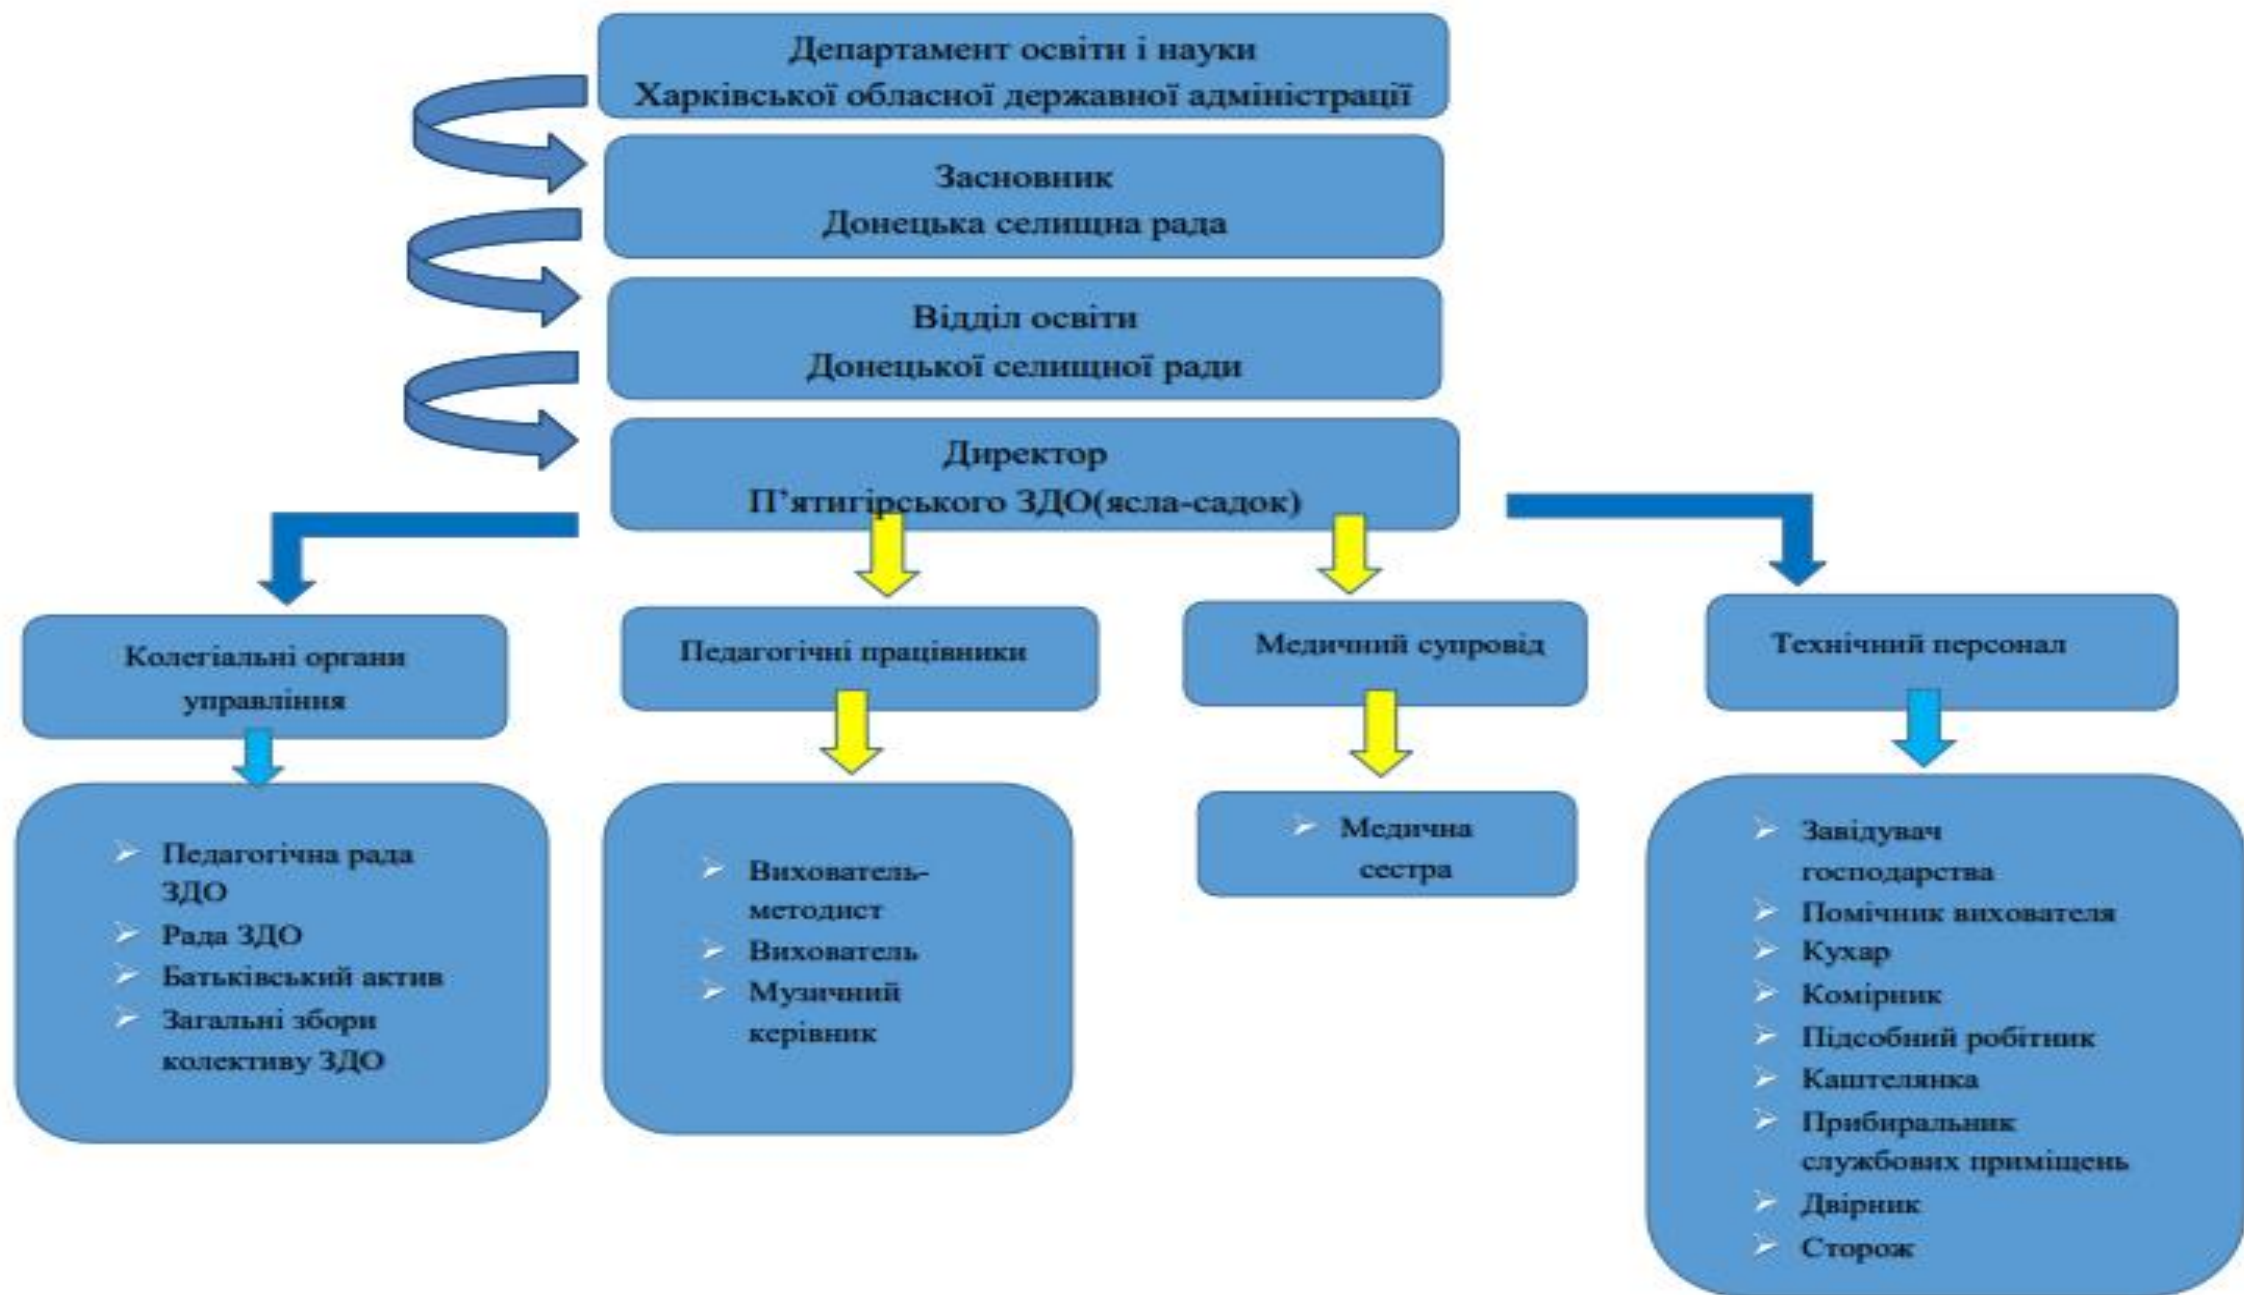 Департамент освіти і науки
Харківської обласної державної адміністрації
Засновник
Донецька селищна рада
Відділ освіти
Донецької селищної ради
Директор
П’ятигірського ЗДО(ясла-садок)
Колегіальні органи
управління
Педагогічні працівники
Медичний супровід
Технічний персонал
Педагогічна рада
ЗДО
Рада ЗДО
Батьківський актив
Загальні збори
колективу ЗДО
Вихователь-
методист
Вихователь
Музичний
керівник
Медична
сестра
Завідувач
господарства
Помічник вихователя
Кухар
Комірник
Підсобний робітник
Каштелянка
Прибиральник
службових приміщень
Двірник
Сторож